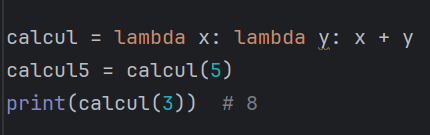 calcul = lambda x: lambda y: x + y
calcul5 = calcul(5)
print(calcul(3))  # 8